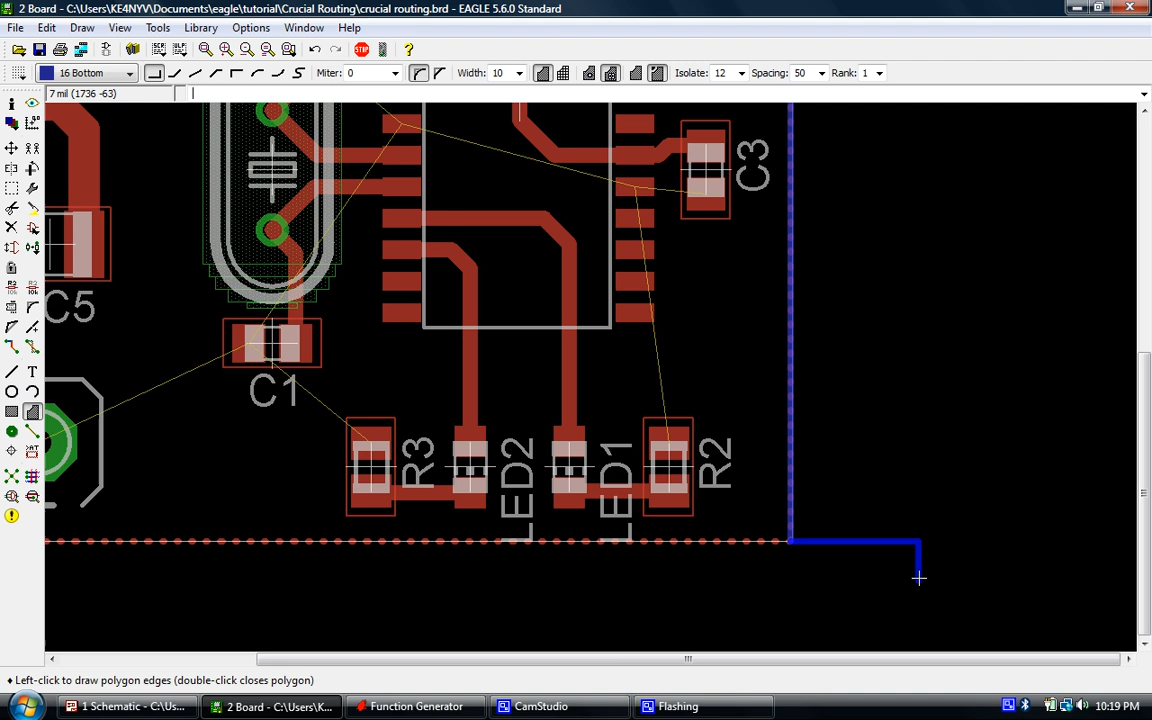 2 Board - C:\Users\KE4NYV\Documents\eagle\tutorial\Crucial Routing\crucial routing.brd - EAGLE 5.6.0 Standard
File Edit Draw View Tools Library Options Window Help
16 Bottom Miter: 0 Width: 10 Isolate: 12 Spacing: 50 Rank: 1
7 mil (1736 -63)
C3
C5
C1
R3
LED2
LED1
R2
Left-click to draw polygon edges (double-click closes polygon)
1 Schematic - C:\Us... 2 Board - C:\Users\K... Function Generator CamStudio Flashing 10:19 PM